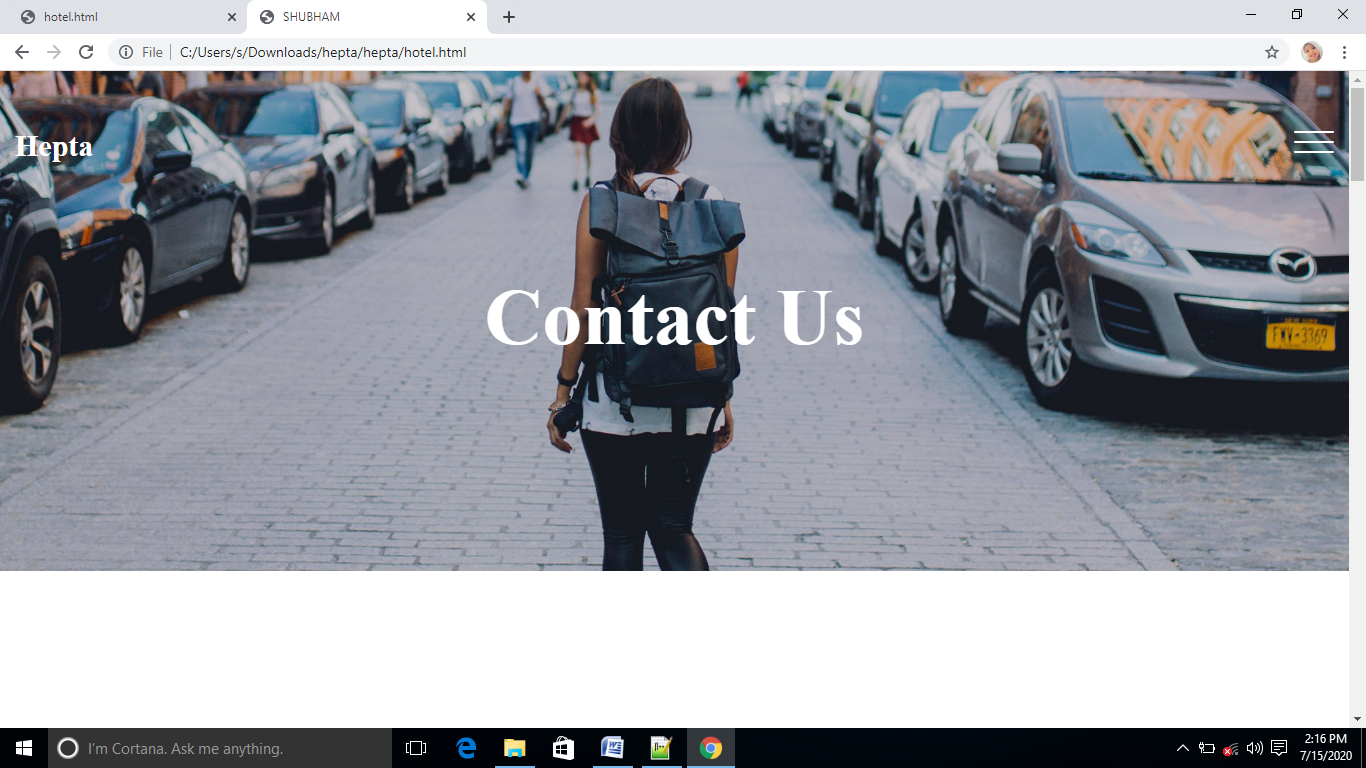 hotel.html
SHUBHAM
File
C:/Users/s/Downloads/hepta/hepta/hotel.html
Hepta
Contact Us
FWV-3369
I'm Cortana. Ask me anything.
2:16 PM
7/15/2020